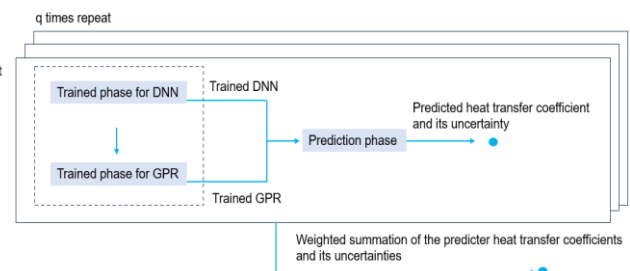 q times repeat
t
Trained phase for DNN
Trained DNN
Predicted heat transfer coefficient
and its uncertainty
Prediction phase
Trained phase for GPR
Trained GPR
Weighted summation of the predicter heat transfer coefficients
and its uncertainties